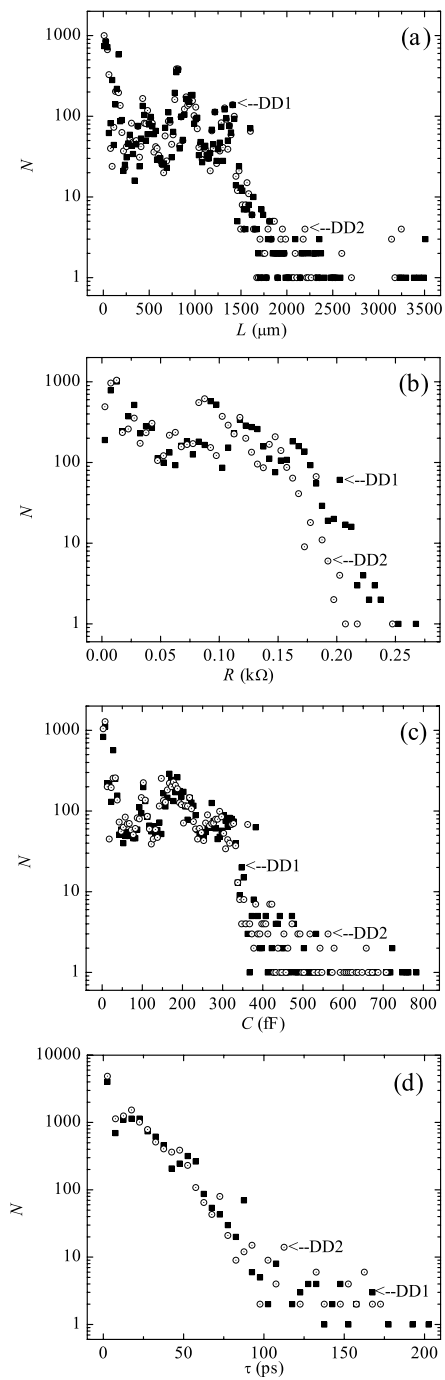 (a)
1000
100
10
1
N
<--DD1
<--DD2
0 500 1000 1500 2000 2500 3000 3500
L (μm)
(b)
1000
100
10
1
N
<--DD1
<--DD2
0.00 0.05 0.10 0.15 0.20 0.25
R (kΩ)
(c)
1000
100
10
1
N
<--DD1
<--DD2
0 100 200 300 400 500 600 700 800
C (fF)
(d)
10000
1000
100
10
1
N
<--DD2
<--DD1
0 50 100 150 200
τ (ps)